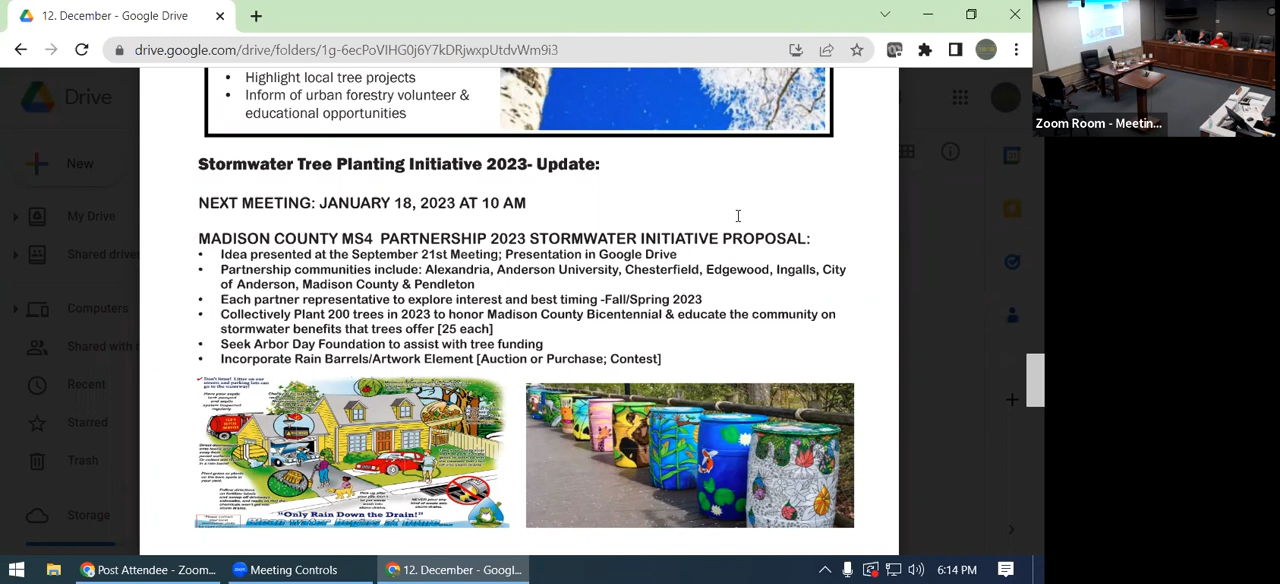 12. December - Google Drive
drive.google.com/drive/folders/1g-6ecPoVIHG0j6Y7kDRjwxpUtdvWm9i3
Zoom Room - Meetin...
Drive
New
My Drive
Shared drives
Computers
Shared with
Recent
Starred
Trash
Storage
• Highlight local tree projects
• Inform of urban forestry volunteer &
educational opportunities
Stormwater Tree Planting Initiative 2023- Update:
NEXT MEETING: JANUARY 18, 2023 AT 10 AM
MADISON COUNTY MS4 PARTNERSHIP 2023 STORMWATER INITIATIVE PROPOSAL:
• Idea presented at the September 21st Meeting; Presentation in Google Drive
• Partnership communities include: Alexandria, Anderson University, Chesterfield, Edgewood, Ingalls, City
of Anderson, Madison County & Pendleton
• Each partner representative to explore interest and best timing -Fall/Spring 2023
• Collectively Plant 200 trees in 2023 to honor Madison County Bicentennial & educate the community on
stormwater benefits that trees offer [25 each]
• Seek Arbor Day Foundation to assist with tree funding
• Incorporate Rain Barrels/Artwork Element [Auction or Purchase; Contest]
"Only Rain Down the Drain!"
Post Attendee - Zoom...
Meeting Controls
12. December - Googl...
6:14 PM